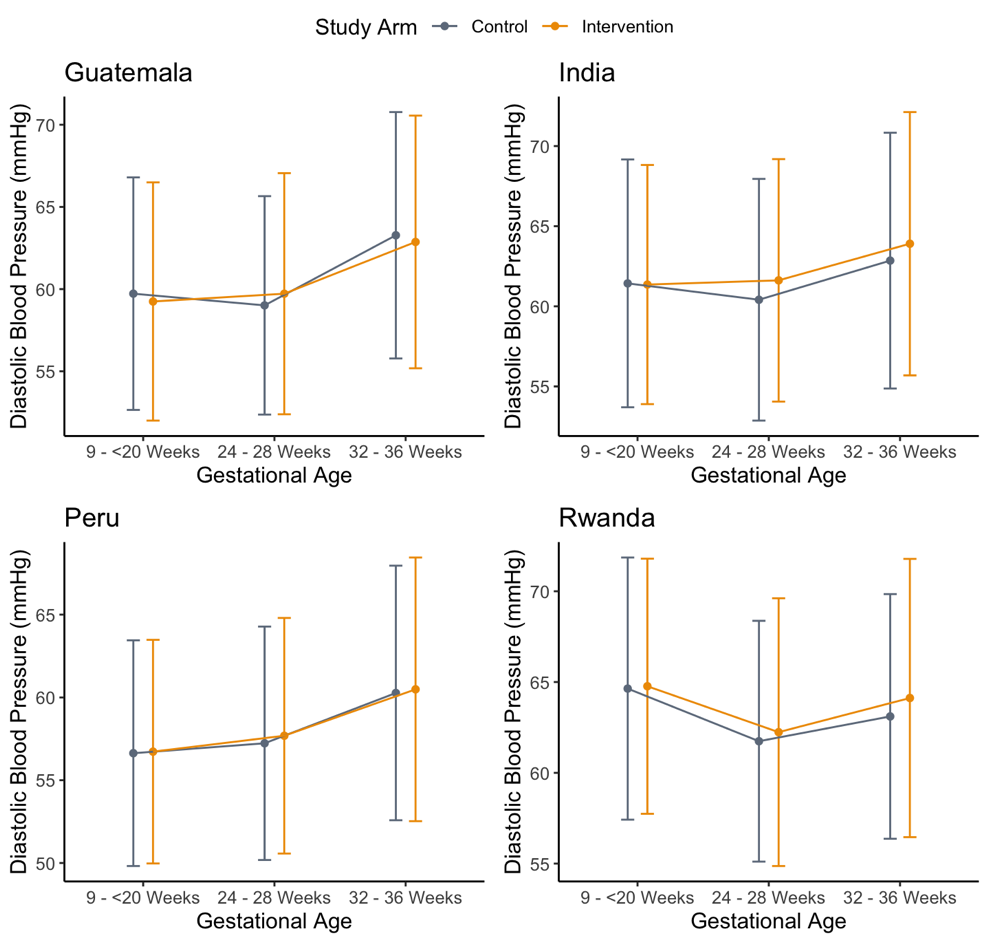 Study Arm Control Intervention
Guatemala
Diastolic Blood Pressure (mmHg)
70
65
60
55
9 - <20 Weeks 24 - 28 Weeks 32 - 36 Weeks
Gestational Age
India
Diastolic Blood Pressure (mmHg)
70
65
60
55
9 - <20 Weeks 24 - 28 Weeks 32 - 36 Weeks
Gestational Age
Peru
Diastolic Blood Pressure (mmHg)
65
60
55
50
9 - <20 Weeks 24 - 28 Weeks 32 - 36 Weeks
Gestational Age
Rwanda
Diastolic Blood Pressure (mmHg)
70
65
60
55
9 - <20 Weeks 24 - 28 Weeks 32 - 36 Weeks
Gestational Age